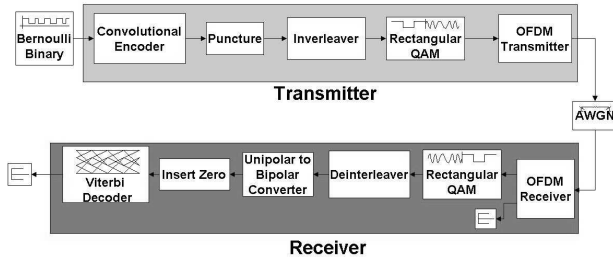 Bernoulli
Binary
Convolutional
Encoder
Puncture
Inverleaver
Rectangular
QAM
OFDM
Transmitter
Transmitter
AWGN
Viterbi
Decoder
Insert Zero
Unipolar to
Bipolar
Converter
Deinterleaver
Rectangular
QAM
OFDM
Receiver
Receiver